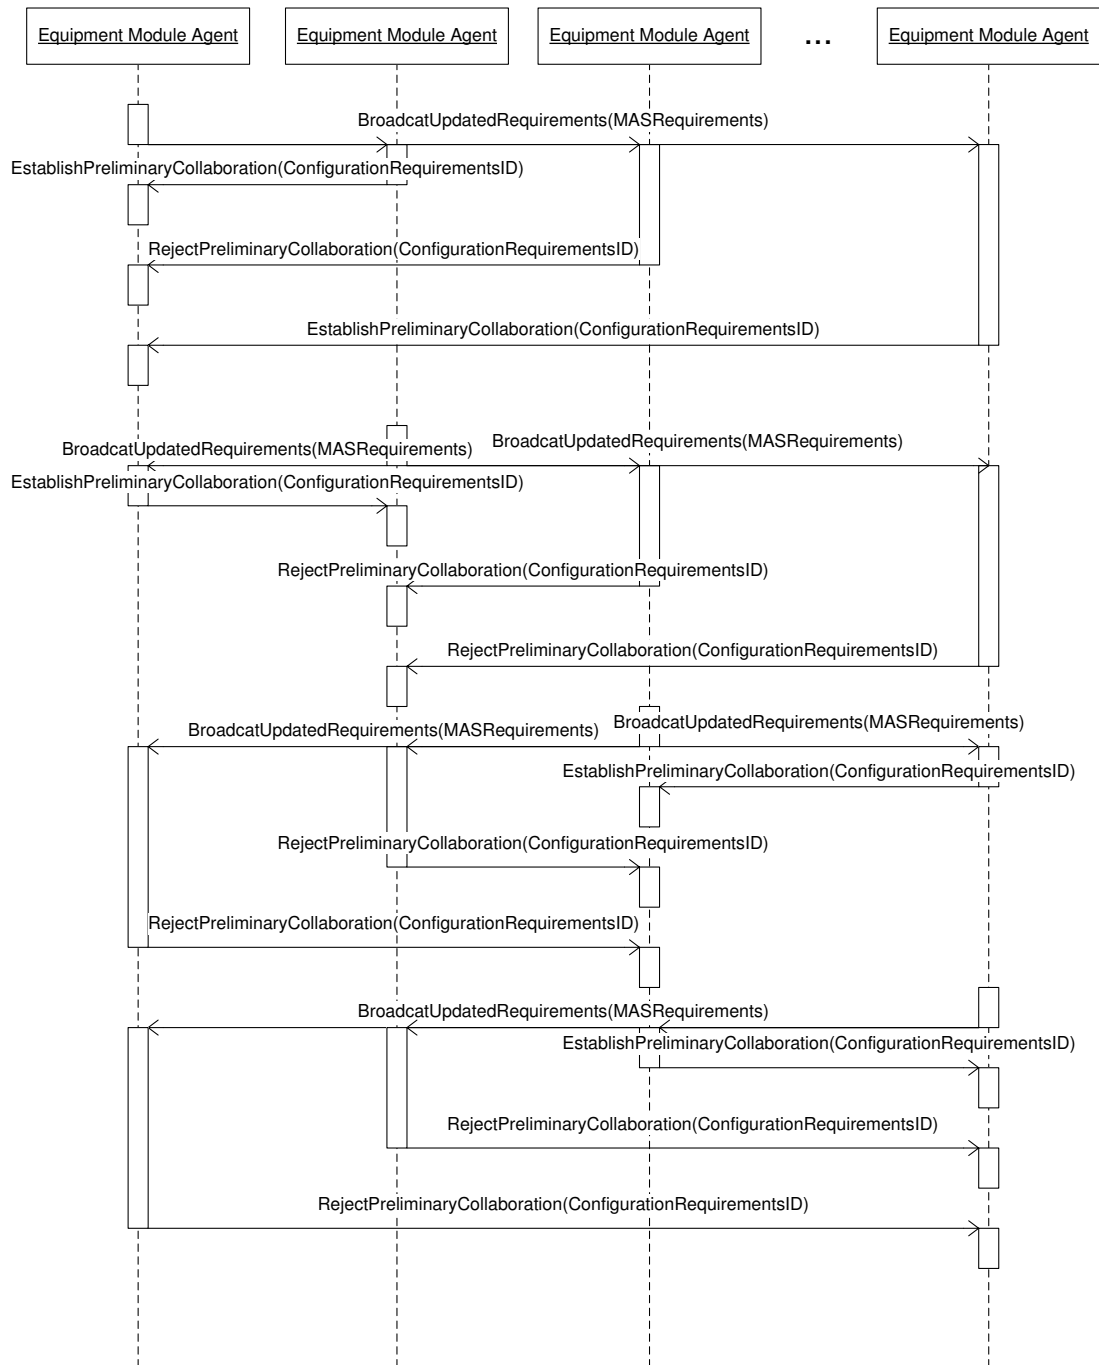 Equipment Module Agent
Equipment Module Agent
Equipment Module Agent
...
Equipment Module Agent
BroadcatUpdatedRequirements(MASRequirements)
EstablishPreliminaryCollaboration(ConfigurationRequirementsID)
RejectPreliminaryCollaboration(ConfigurationRequirementsID)
EstablishPreliminaryCollaboration(ConfigurationRequirementsID)
BroadcatUpdatedRequirements(MASRequirements)
BroadcatUpdatedRequirements(MASRequirements)
EstablishPreliminaryCollaboration(ConfigurationRequirementsID)
RejectPreliminaryCollaboration(ConfigurationRequirementsID)
RejectPreliminaryCollaboration(ConfigurationRequirementsID)
BroadcatUpdatedRequirements(MASRequirements)
BroadcatUpdatedRequirements(MASRequirements)
EstablishPreliminaryCollaboration(ConfigurationRequirementsID)
RejectPreliminaryCollaboration(ConfigurationRequirementsID)
RejectPreliminaryCollaboration(ConfigurationRequirementsID)
BroadcatUpdatedRequirements(MASRequirements)
EstablishPreliminaryCollaboration(ConfigurationRequirementsID)
RejectPreliminaryCollaboration(ConfigurationRequirementsID)
RejectPreliminaryCollaboration(ConfigurationRequirementsID)